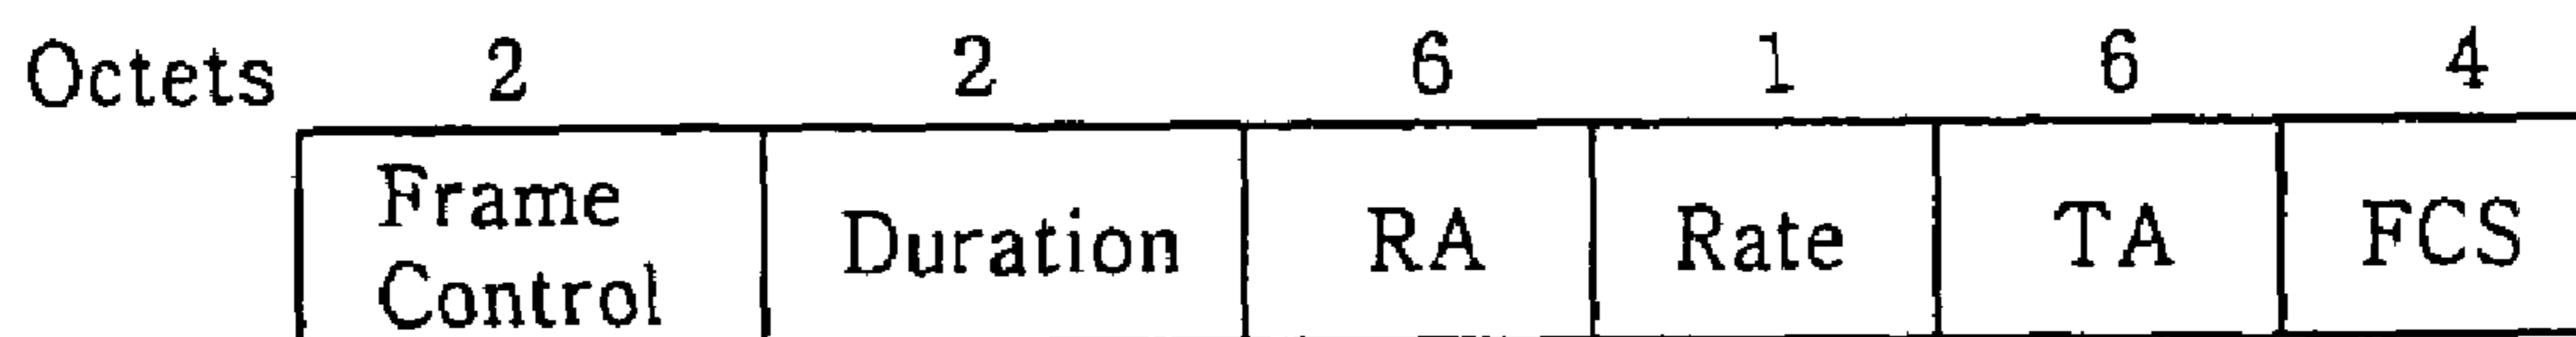 Octets 2 2 6 1 6 4
Frame Control Duration RA Rate TA FCS